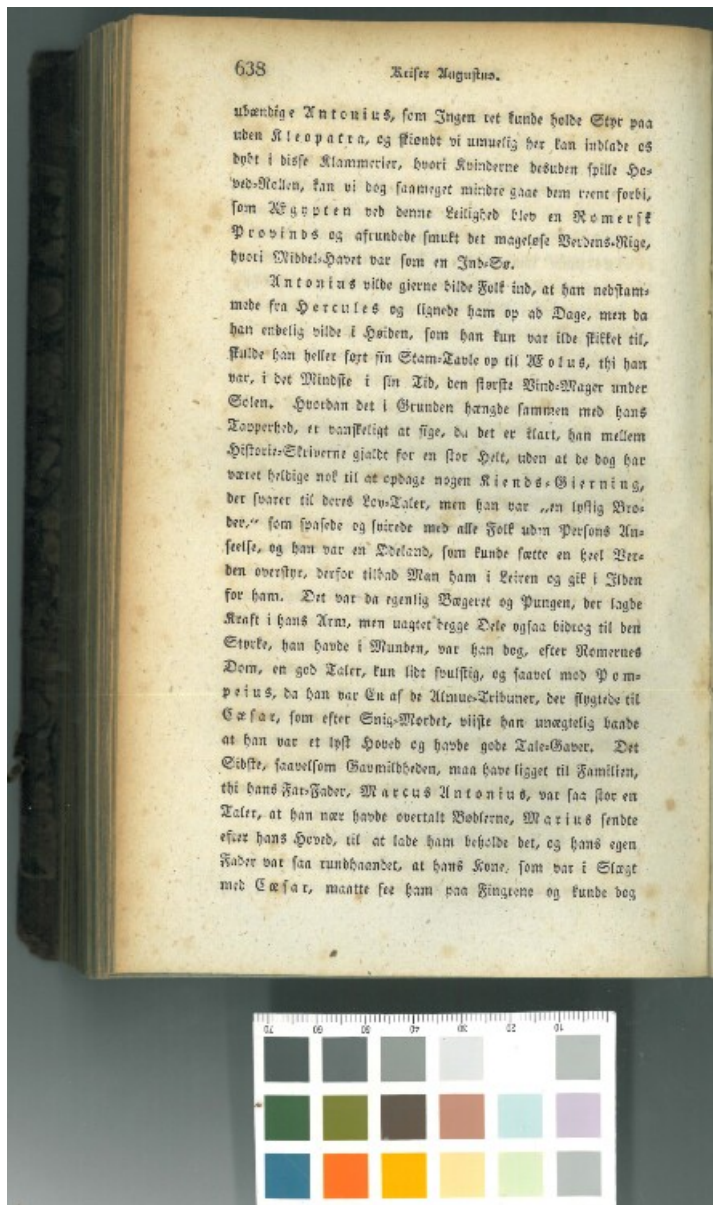 638
Keiser Augustus.
ubændige Antonius, som Ingen ret kunde holde Styr paa
uden Kleopatra, og skiøndt vi umuelig her kan indlade os
dybt i disse Klammerier, hvori Kvinderne desuden spille Ho-
ved-Rollen, kan vi dog saameget mindre gaae dem reent forbi,
som Ægypten ved denne Leilighed blev en Romersk
Provinds og afrundede smukt det mageløse Verdens-Rige,
hvori Middel-Havet var som en Ind-Sø.
Antonius vilde gierne bilde Folk ind, at han nedstam-
mede fra Hercules og lignede ham op ad Dage, men da
han endelig vilde i Høiden, som han kun var ilde skikket til,
skulde han heller ført sin Stam-Tavle op til Æolus, thi han
var, i det Mindste i sin Tid, den største Vind-Mager under
Solen. Hvordan det i Grunden hængde sammen med hans
Tapperhed, er vanskeligt at sige, da det er klart, han mellem
Historie-Skriverne gjaldt for en stor Helt, uden at de dog har
været heldige nok til at opdage nogen Kiends-Gierning,
der svarer til deres Lov-Taler, men han var „en lystig Bro-
der,“ som spasede og svirede med alle Folk uden Persons An-
seelse, og han var en Ødeland, som kunde sætte en heel Ver-
den overstyr, derfor tilbad Man ham i Leiren og gik i Ilden
for ham. Det var da egenlig Bægeret og Pungen, der lagde
Kraft i hans Arm, men uagtet begge Dele ogsaa bidrog til den
Styrke, han havde i Munden, var han dog, efter Romernes
Dom, en god Taler, kun lidt svulstig, og saavel mod Pom-
peius, da han var En af de Almue-Tribuner, der flygtede til
Cæsar, som efter Snig-Mordet, viiste han unægtelig baade
at han var et lyst Hoved og havde gode Tale-Gaver. Det
Sidste, saavelsom Gavmildheden, maa have ligget til Familien,
thi hans Far-Fader, Marcus Antonius, var saa stor en
Taler, at han nær havde overtalt Bødlerne, Marius sendte
efter hans Hoved, til at lade ham beholde det, og hans egen
Fader var saa rundhaandet, at hans Kone, som var i Slægt
med Cæsar, maatte see ham paa Fingrene og kunde dog
70 60 50 40 30 20 10